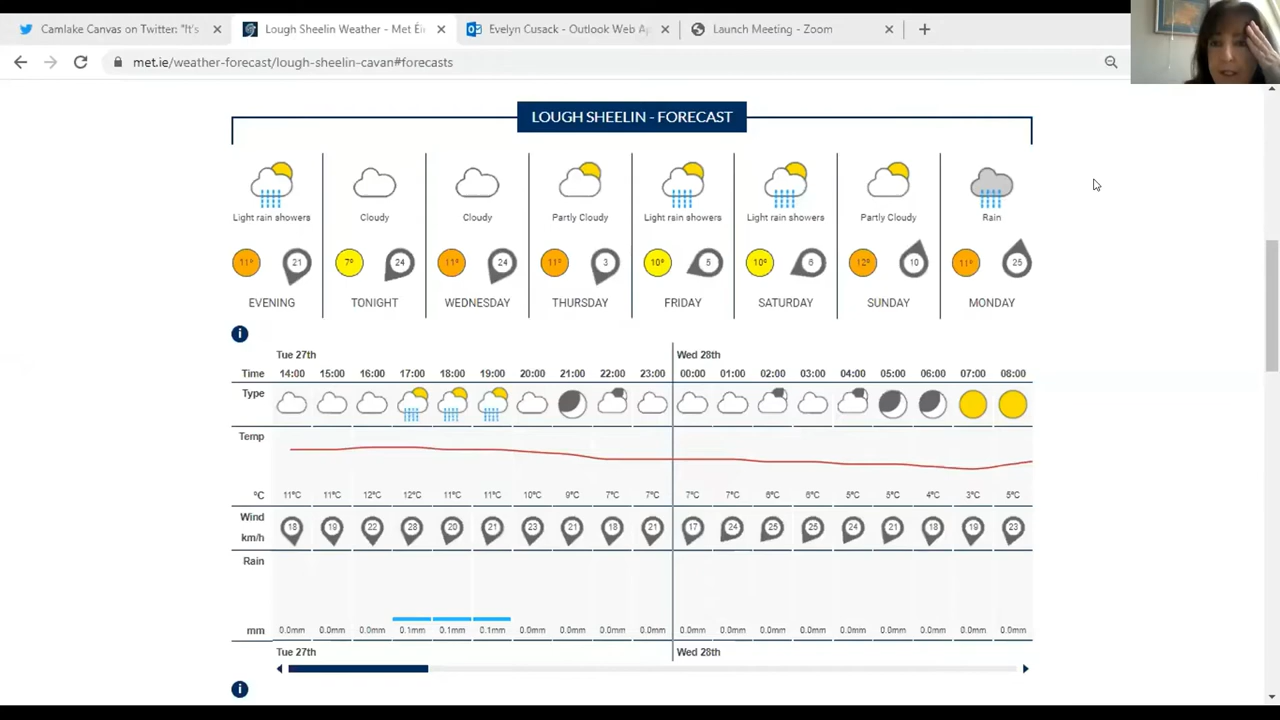 Camlake Canvas on Twitter: "It's
Lough Sheelin Weather - Met Éi
Evelyn Cusack - Outlook Web Ap
Launch Meeting - Zoom
met.ie/weather-forecast/lough-sheelin-cavan#forecasts
LOUGH SHEELIN - FORECAST
Light rain showers Cloudy Cloudy Partly Cloudy Light rain showers Light rain showers Partly Cloudy Rain
11° 21 7° 24 11° 24 11° 3 10° 5 10° 6 12° 10 11° 25
EVENING TONIGHT WEDNESDAY THURSDAY FRIDAY SATURDAY SUNDAY MONDAY
i
Tue 27th Wed 28th
Time 14:00 15:00 16:00 17:00 18:00 19:00 20:00 21:00 22:00 23:00 00:00 01:00 02:00 03:00 04:00 05:00 06:00 07:00 08:00
Type
Temp
°C 11°C 11°C 12°C 12°C 11°C 11°C 10°C 9°C 7°C 7°C 7°C 7°C 6°C 6°C 5°C 5°C 4°C 3°C 5°C
Wind
km/h 18 19 22 28 20 21 23 21 18 21 17 24 25 25 24 21 18 19 23
Rain
mm 0.0mm 0.0mm 0.0mm 0.1mm 0.1mm 0.1mm 0.0mm 0.0mm 0.0mm 0.0mm 0.0mm 0.0mm 0.0mm 0.0mm 0.0mm 0.0mm 0.0mm 0.0mm 0.0mm
Tue 27th Wed 28th
i